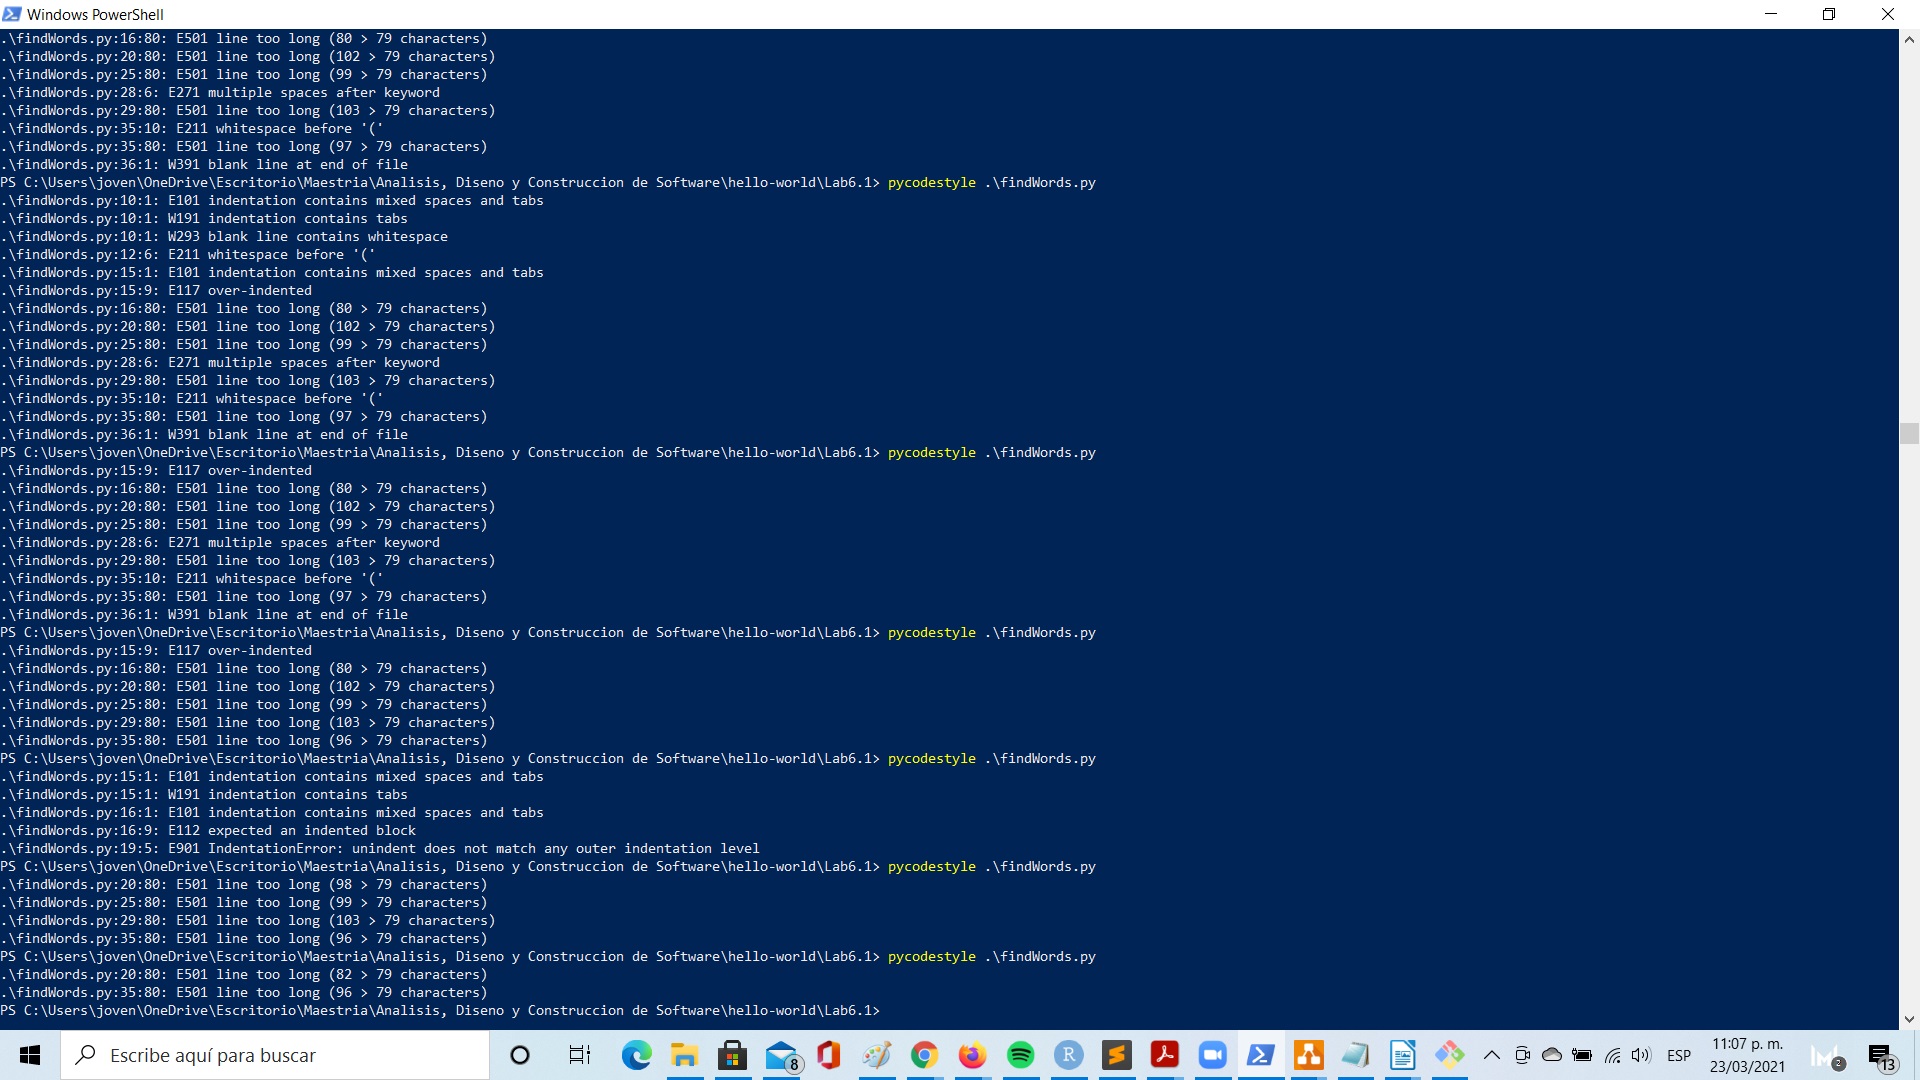 Windows PowerShell
.\findWords.py:16:80: E501 line too long (80 > 79 characters)
.\findWords.py:20:80: E501 line too long (102 > 79 characters)
.\findWords.py:25:80: E501 line too long (99 > 79 characters)
.\findWords.py:28:6: E271 multiple spaces after keyword
.\findWords.py:29:80: E501 line too long (103 > 79 characters)
.\findWords.py:35:10: E211 whitespace before '('
.\findWords.py:35:80: E501 line too long (97 > 79 characters)
.\findWords.py:36:1: W391 blank line at end of file
PS C:\Users\joven\OneDrive\Escritorio\Maestria\Analisis, Diseno y Construccion de Software\hello-world\Lab6.1> pycodestyle .\findWords.py
.\findWords.py:10:1: E101 indentation contains mixed spaces and tabs
.\findWords.py:10:1: W191 indentation contains tabs
.\findWords.py:10:1: W293 blank line contains whitespace
.\findWords.py:12:6: E211 whitespace before '('
.\findWords.py:15:1: E101 indentation contains mixed spaces and tabs
.\findWords.py:15:9: E117 over-indented
.\findWords.py:16:80: E501 line too long (80 > 79 characters)
.\findWords.py:20:80: E501 line too long (102 > 79 characters)
.\findWords.py:25:80: E501 line too long (99 > 79 characters)
.\findWords.py:28:6: E271 multiple spaces after keyword
.\findWords.py:29:80: E501 line too long (103 > 79 characters)
.\findWords.py:35:10: E211 whitespace before '('
.\findWords.py:35:80: E501 line too long (97 > 79 characters)
.\findWords.py:36:1: W391 blank line at end of file
PS C:\Users\joven\OneDrive\Escritorio\Maestria\Analisis, Diseno y Construccion de Software\hello-world\Lab6.1> pycodestyle .\findWords.py
.\findWords.py:15:9: E117 over-indented
.\findWords.py:16:80: E501 line too long (80 > 79 characters)
.\findWords.py:20:80: E501 line too long (102 > 79 characters)
.\findWords.py:25:80: E501 line too long (99 > 79 characters)
.\findWords.py:28:6: E271 multiple spaces after keyword
.\findWords.py:29:80: E501 line too long (103 > 79 characters)
.\findWords.py:35:10: E211 whitespace before '('
.\findWords.py:35:80: E501 line too long (97 > 79 characters)
.\findWords.py:36:1: W391 blank line at end of file
PS C:\Users\joven\OneDrive\Escritorio\Maestria\Analisis, Diseno y Construccion de Software\hello-world\Lab6.1> pycodestyle .\findWords.py
.\findWords.py:15:9: E117 over-indented
.\findWords.py:16:80: E501 line too long (80 > 79 characters)
.\findWords.py:20:80: E501 line too long (102 > 79 characters)
.\findWords.py:25:80: E501 line too long (99 > 79 characters)
.\findWords.py:29:80: E501 line too long (103 > 79 characters)
.\findWords.py:35:80: E501 line too long (96 > 79 characters)
PS C:\Users\joven\OneDrive\Escritorio\Maestria\Analisis, Diseno y Construccion de Software\hello-world\Lab6.1> pycodestyle .\findWords.py
.\findWords.py:15:1: E101 indentation contains mixed spaces and tabs
.\findWords.py:15:1: W191 indentation contains tabs
.\findWords.py:16:1: E101 indentation contains mixed spaces and tabs
.\findWords.py:16:9: E112 expected an indented block
.\findWords.py:19:5: E901 IndentationError: unindent does not match any outer indentation level
PS C:\Users\joven\OneDrive\Escritorio\Maestria\Analisis, Diseno y Construccion de Software\hello-world\Lab6.1> pycodestyle .\findWords.py
.\findWords.py:20:80: E501 line too long (98 > 79 characters)
.\findWords.py:25:80: E501 line too long (99 > 79 characters)
.\findWords.py:29:80: E501 line too long (103 > 79 characters)
.\findWords.py:35:80: E501 line too long (96 > 79 characters)
PS C:\Users\joven\OneDrive\Escritorio\Maestria\Analisis, Diseno y Construccion de Software\hello-world\Lab6.1> pycodestyle .\findWords.py
.\findWords.py:20:80: E501 line too long (82 > 79 characters)
.\findWords.py:35:80: E501 line too long (96 > 79 characters)
PS C:\Users\joven\OneDrive\Escritorio\Maestria\Analisis, Diseno y Construccion de Software\hello-world\Lab6.1>
Escribe aquí para buscar
8
R
ESP
11:07 p. m.
23/03/2021
2
13